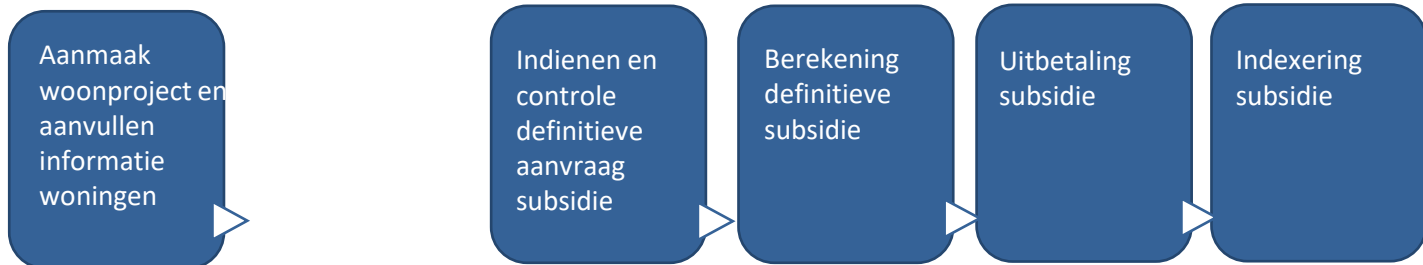 Aanmaak
woonproject en
aanvullen
informatie
woningen
Indienen en
controle
definitieve
aanvraag
subsidie
Berekening
definitieve
subsidie
Uitbetaling
subsidie
Indexering
subsidie